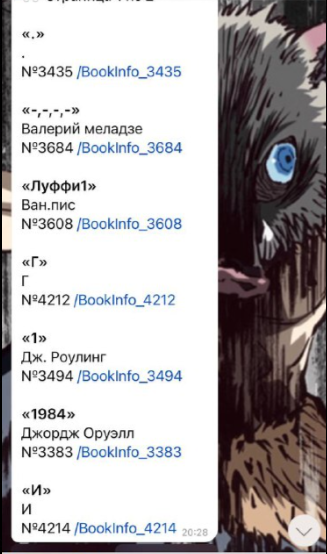 «.»
.
№3435 /BookInfo_3435
«-,-,-,-»
Валерий меладзе
№3684 /BookInfo_3684
«Луффи1»
Ван.пис
№3608 /BookInfo_3608
«Г»
Г
№4212 /BookInfo_4212
«1»
Дж. Роулинг
№3494 /BookInfo_3494
«1984»
Джордж Оруэлл
№3383 /BookInfo_3383
«И»
И
№4214 /BookInfo_4214 20:28